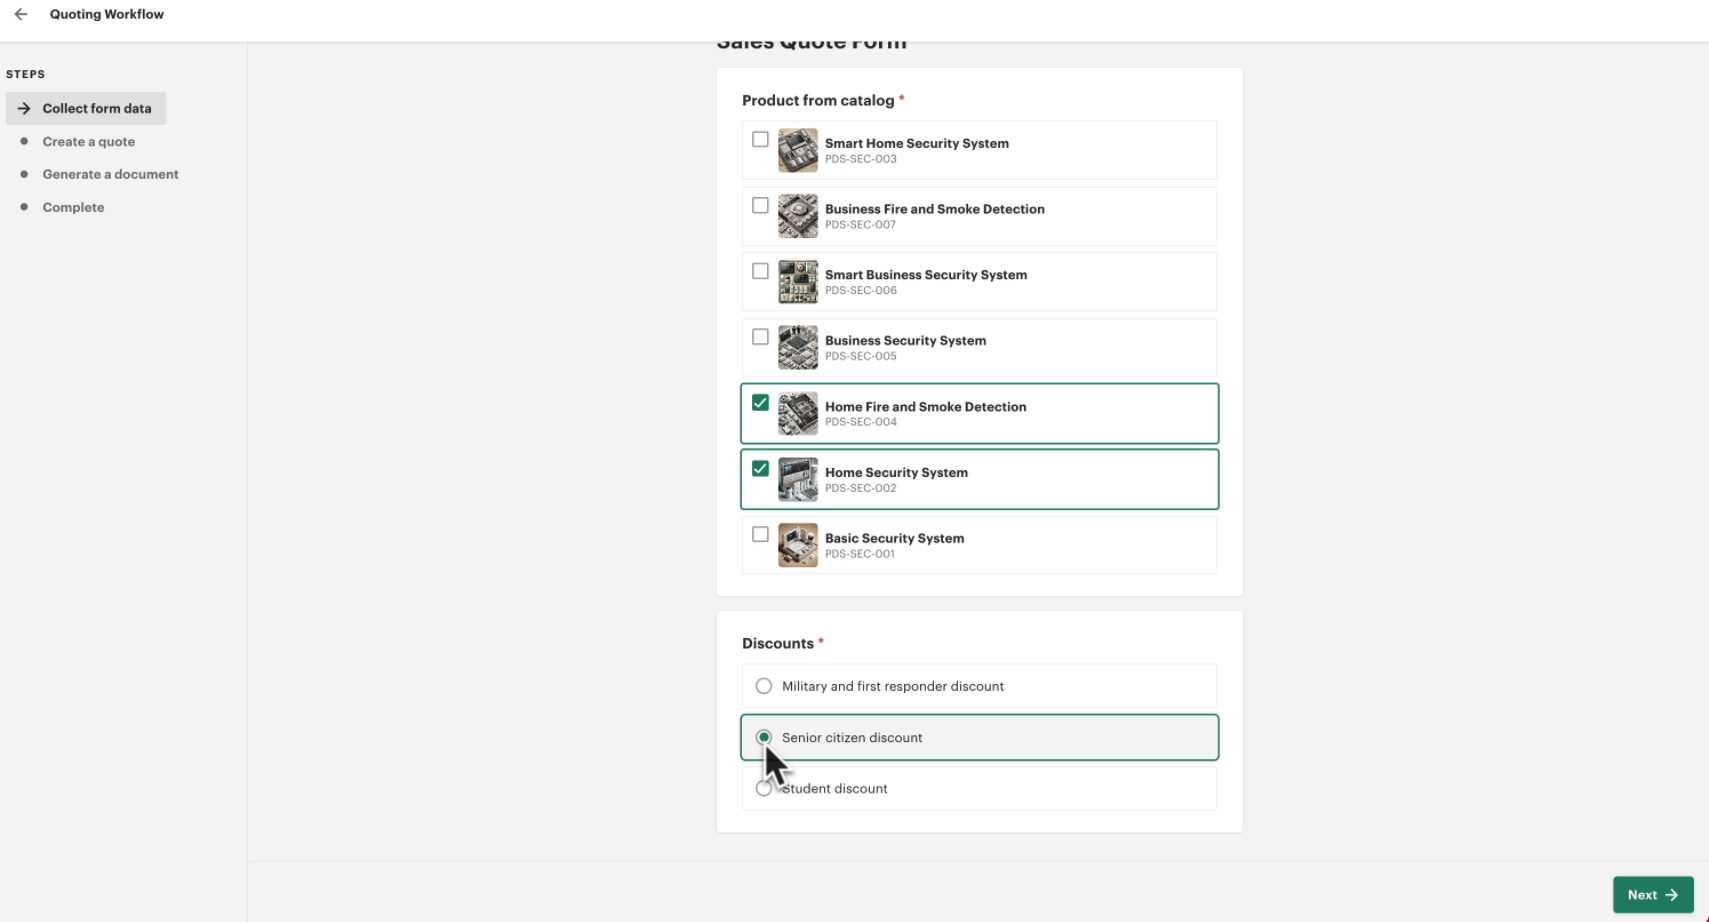 Quoting Workflow
Sales Quote Form
STEPS
Collect form data
Create a quote
Generate a document
Complete
Product from catalog *
Smart Home Security System
PDS-SEC-003
Business Fire and Smoke Detection
PDS-SEC-007
Smart Business Security System
PDS-SEC-006
Business Security System
PDS-SEC-005
Home Fire and Smoke Detection
PDS-SEC-004
Home Security System
PDS-SEC-002
Basic Security System
PDS-SEC-001
Discounts *
Military and first responder discount
Senior citizen discount
Student discount
Next